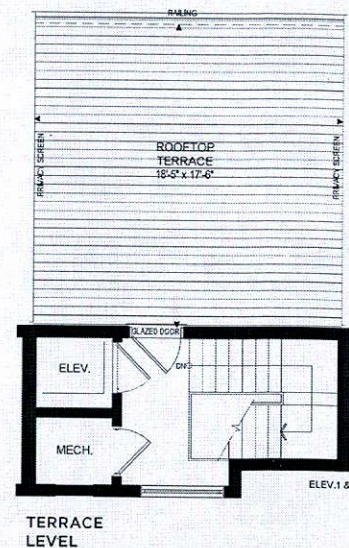 RAILING
PRIVACY SCREEN
ROOFTOP
TERRACE
18'-5" x 17'-6"
PRIVACY SCREEN
GLAZED DOOR
ELEV.
DN
MECH.
ELEV.1 &
TERRACE
LEVEL